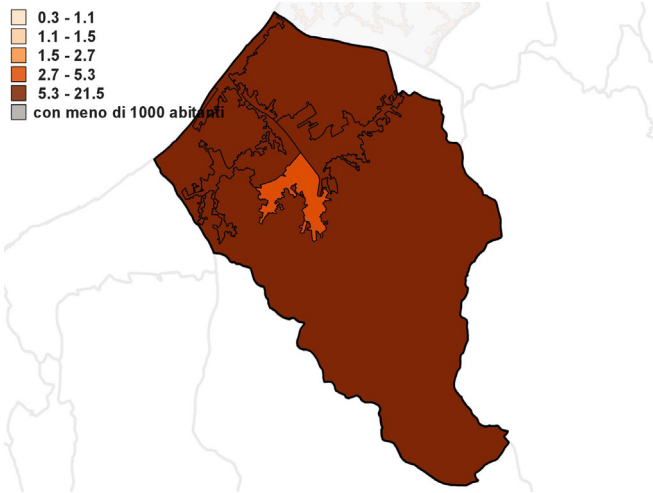 0.3 - 1.1
1.1 - 1.5
1.5 - 2.7
2.7 - 5.3
5.3 - 21.5
con meno di 1000 abitanti